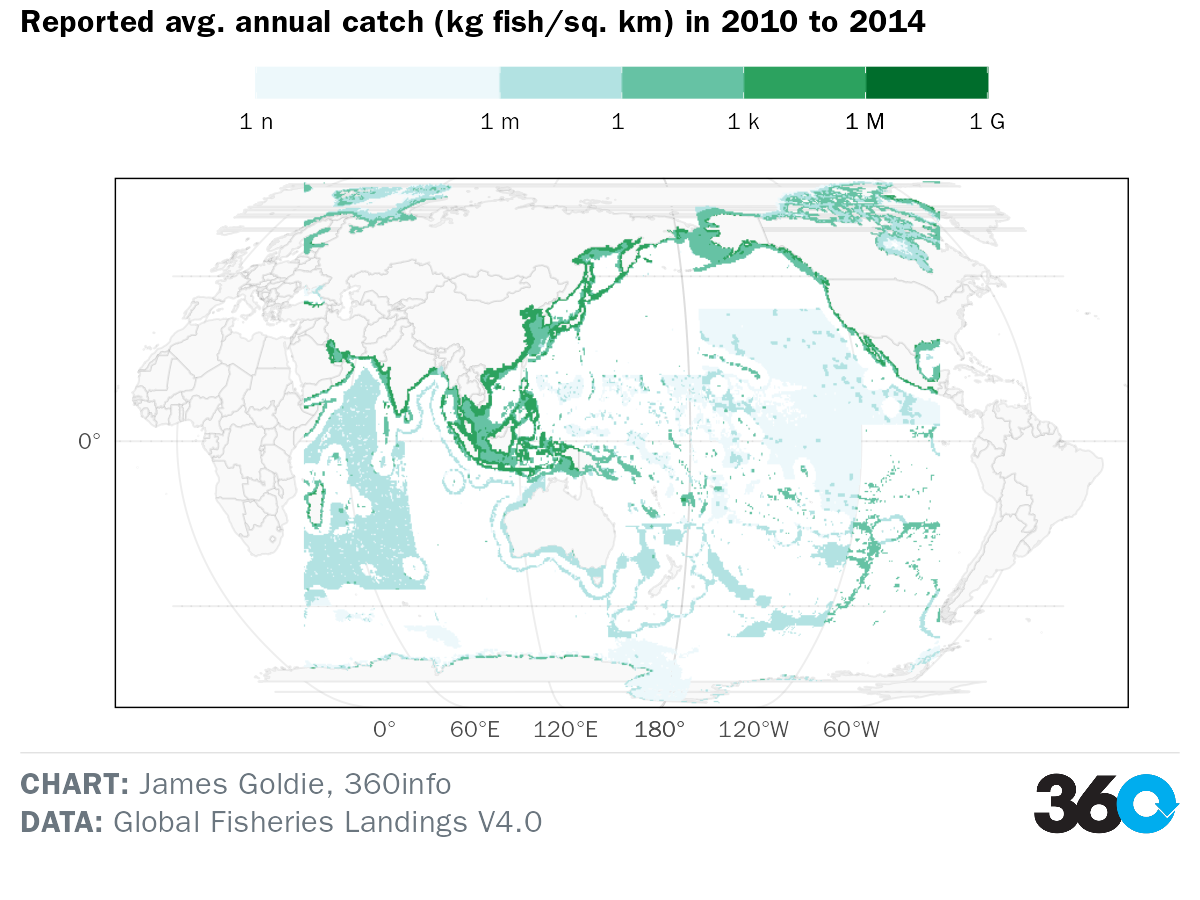 Reported avg. annual catch (kg fish/sq. km) in 2010 to 2014
1 n 1 m 1 1 k 1 M 1 G
0°
0° 60°E 120°E 180° 120°W 60°W
CHART: James Goldie, 360info
DATA: Global Fisheries Landings V4.0
360